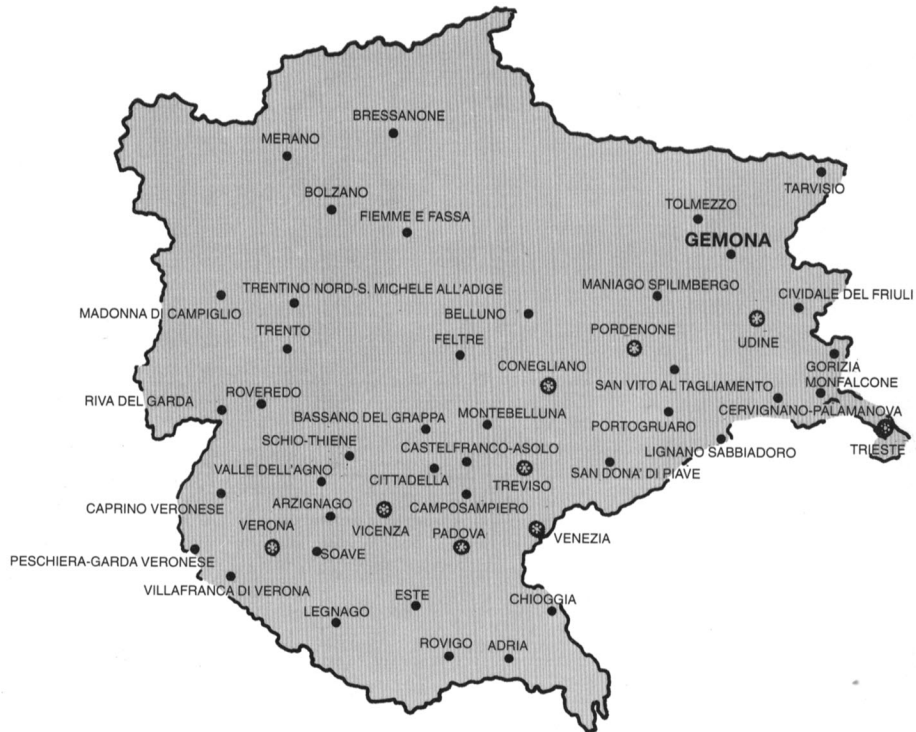 BRESSANONE
MERANO
TARVISIO
BOLZANO
TOLMEZZO
FIEMME E FASSA
GEMONA
MANIAGO SPILIMBERGO
TRENTINO NORD-S. MICHELE ALL'ADIGE
CIVIDALE DEL FRIULI
MADONNA DI CAMPIGLIO
BELLUNO
TRENTO
PORDENONE
FELTRE
UDINE
CONEGLIANO
GORIZIA
SAN VITO AL TAGLIAMENTO
MONFALCONE
ROVEREDO
RIVA DEL GARDA
CERVIGNANO-PALAMANOVA
BASSANO DEL GRAPPA
MONTEBELLUNA
PORTOGRUARO
SCHIO-THIENE
CASTELFRANCO-ASOLO
LIGNANO SABBIADORO
TRIESTE
VALLE DELL'AGNO
CITTADELLA
TREVISO
SAN DONA' DI PIAVE
CAPRINO VERONESE
ARZIGNAGO
CAMPOSAMPIERO
VERONA
VICENZA
PADOVA
VENEZIA
PESCHIERA-GARDA VERONESE
SOAVE
VILLAFRANCA DI VERONA
ESTE
CHIOGGIA
LEGNAGO
ROVIGO
ADRIA